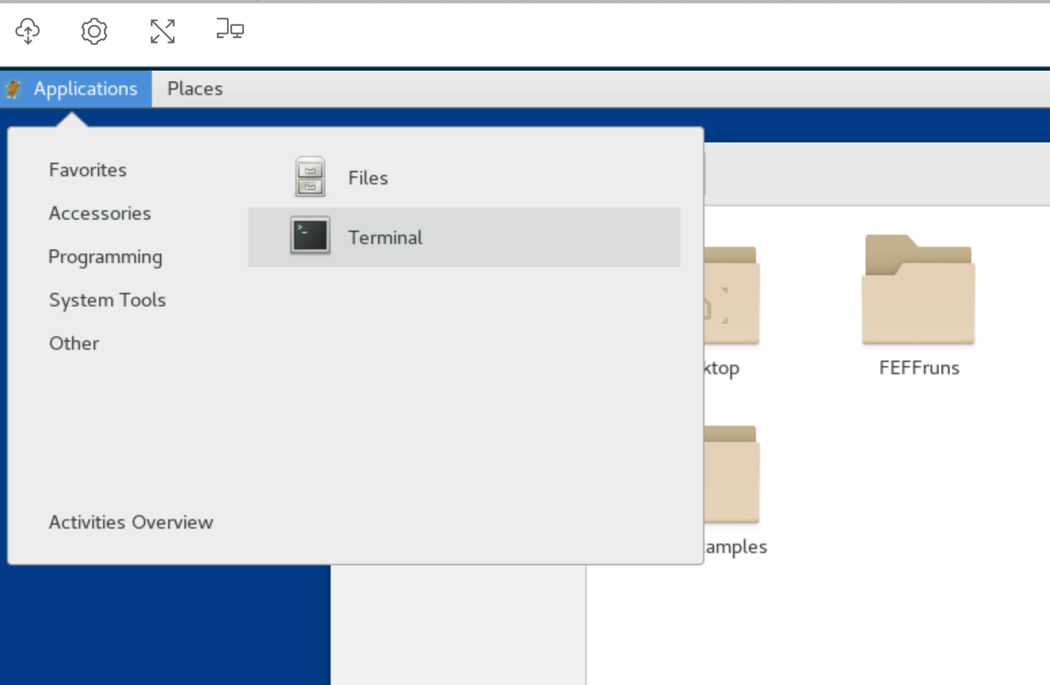 Applications Places
Favorites
Accessories
Programming
System Tools
Other
Activities Overview
Files
Terminal
ktop
FEFFruns
amples